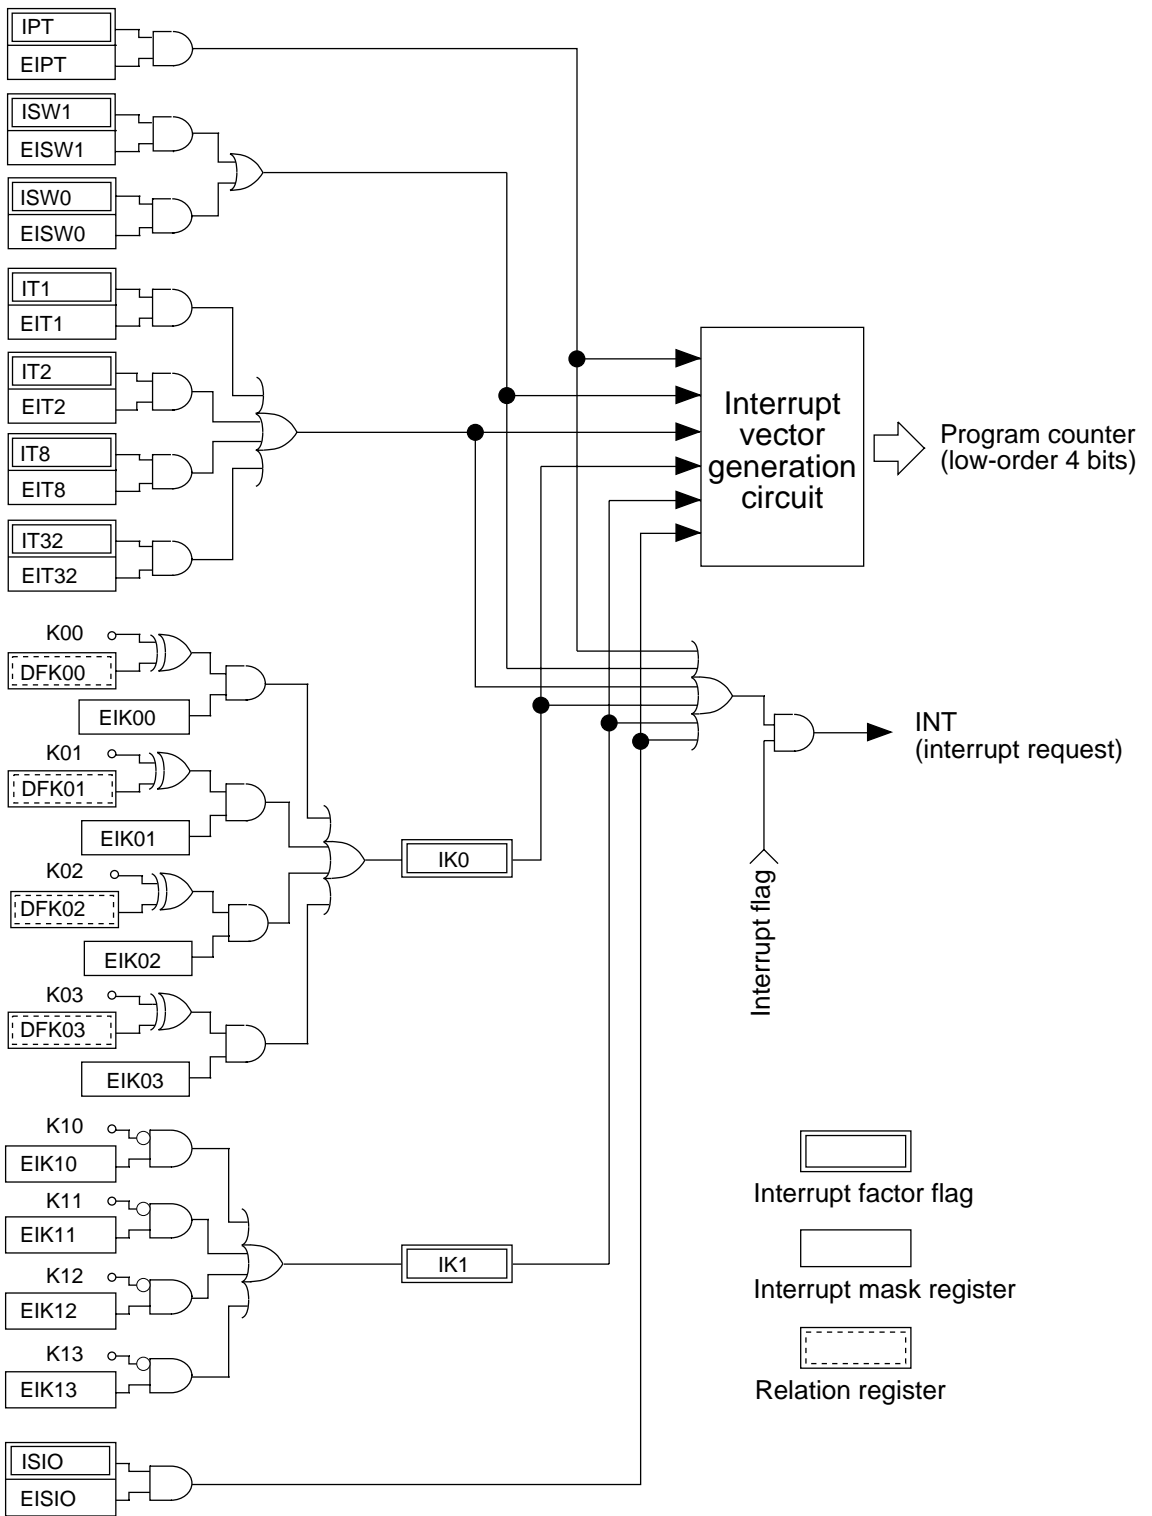 IPT
EIPT
ISW1
EISW1
ISW0
EISW0
IT1
EIT1
IT2
EIT2
IT8
EIT8
IT32
EIT32
Interrupt
vector
generation
circuit
Program counter
(low-order 4 bits)
K00
DFK00
EIK00
K01
DFK01
EIK01
K02
DFK02
EIK02
K03
DFK03
EIK03
IK0
INT
(interrupt request)
Interrupt flag
K10
EIK10
K11
EIK11
K12
EIK12
K13
EIK13
IK1
ISIO
EISIO
Interrupt factor flag
Interrupt mask register
Relation register